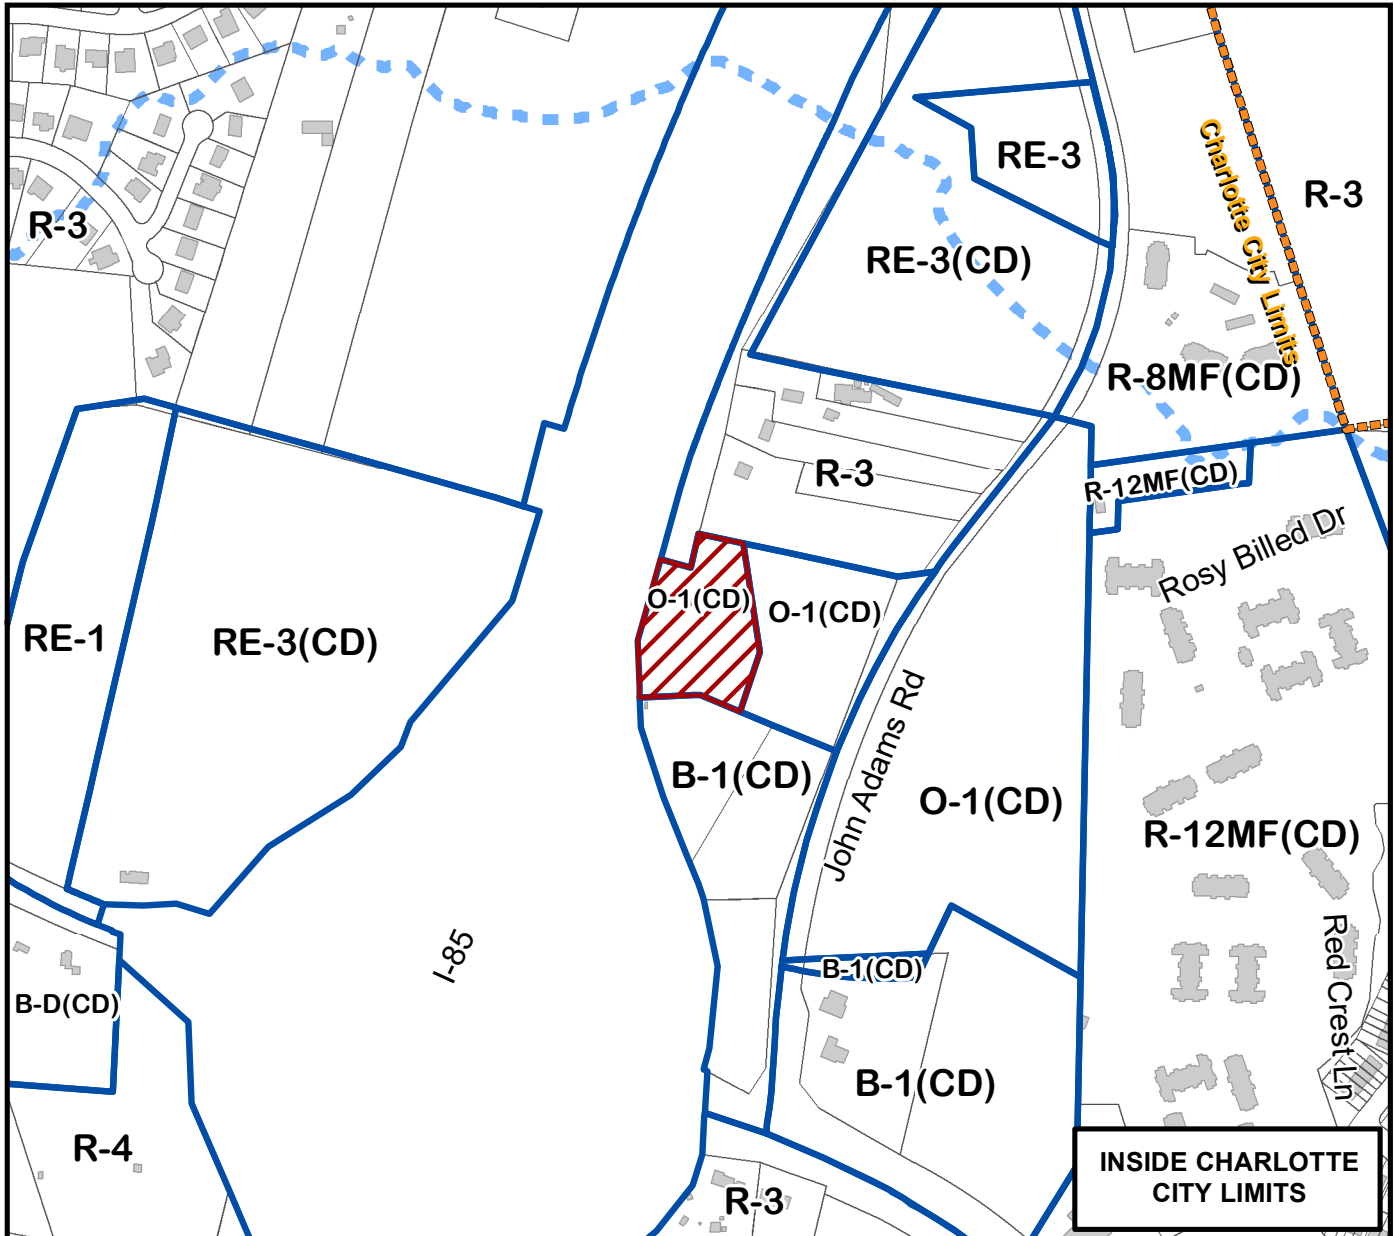 RE-3
R-3
Charlotte City Limits
R-3
RE-3(CD)
R-8MF(CD)
R-3
R-12MF(CD)
Rosy Billed Dr
O-1(CD)
O-1(CD)
RE-1
RE-3(CD)
John Adams Rd
B-1(CD)
O-1(CD)
R-12MF(CD)
I-85
B-1(CD)
Red Crest Ln
B-D(CD)
B-1(CD)
R-4
R-3
INSIDE CHARLOTTE
CITY LIMITS